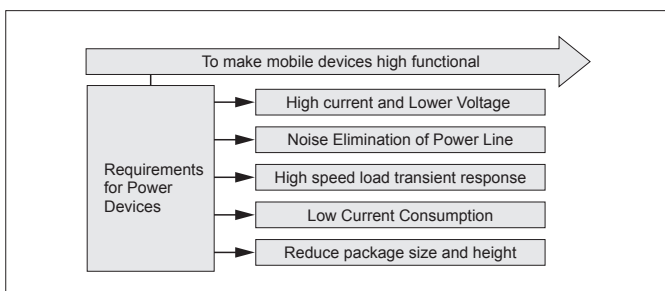 To make mobile devices high functional
High current and Lower Voltage
Noise Elimination of Power Line
Requirements
for Power
Devices
High speed load transient response
Low Current Consumption
Reduce package size and height